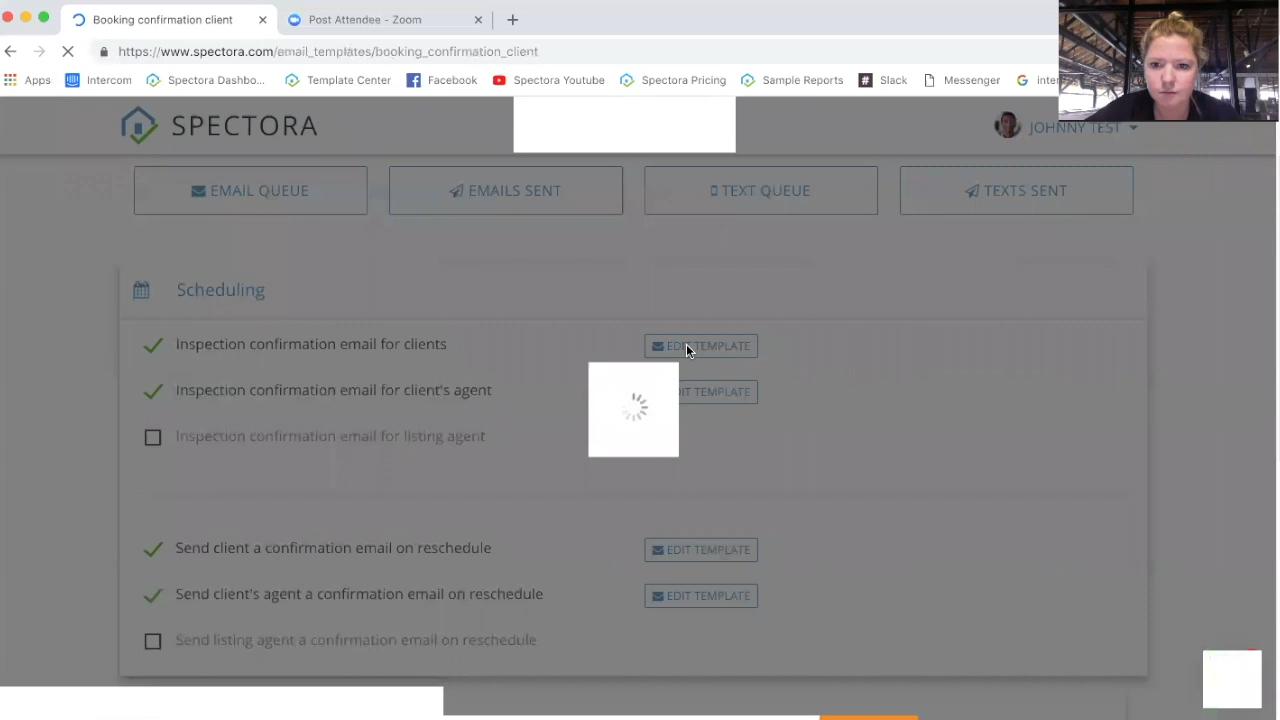 Booking confirmation client
Post Attendee - Zoom
https://www.spectora.com/email_templates/booking_confirmation_client
Apps
Intercom
Spectora Dashbo...
Template Center
Facebook
Spectora Youtube
Spectora Pricing
Sample Reports
Slack
Messenger
SPECTORA
JOHNNY TEST
EMAIL QUEUE
EMAILS SENT
TEXT QUEUE
TEXTS SENT
Scheduling
Inspection confirmation email for clients
EDIT TEMPLATE
Inspection confirmation email for client's agent
DIT TEMPLATE
Inspection confirmation email for listing agent
Send client a confirmation email on reschedule
EDIT TEMPLATE
Send client's agent a confirmation email on reschedule
EDIT TEMPLATE
Send listing agent a confirmation email on reschedule